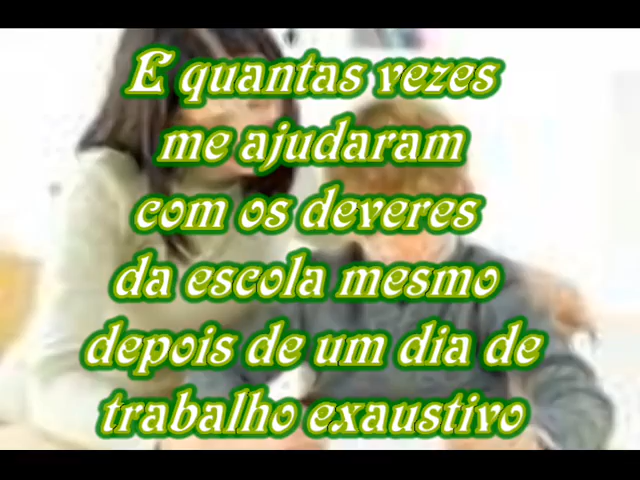 E quantas vezes
me ajudaram
com os deveres
da escola mesmo
depois de um dia de
trabalho exaustivo